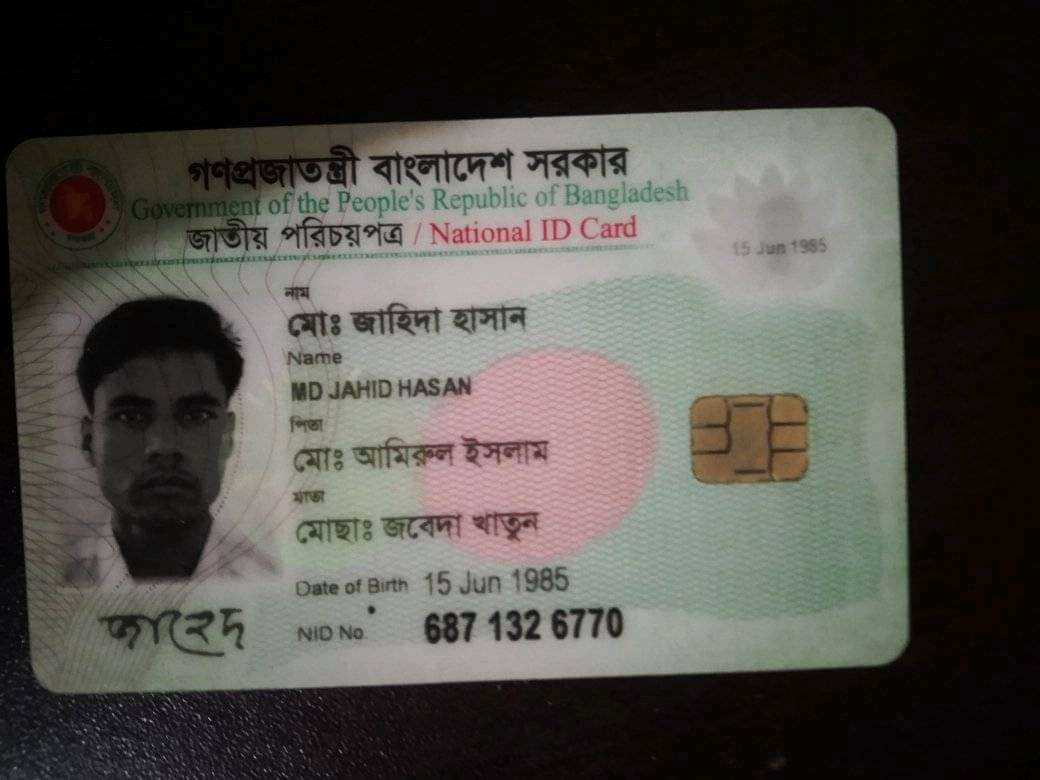 গণপ্রজাতন্ত্রী বাংলাদেশ সরকার
Government of the People's Republic of Bangladesh
জাতীয় পরিচয়পত্র / National ID Card
15 Jun 1985
নাম
মোঃ জাহিদা হাসান
Name
MD JAHID HASAN
পিতা
মোঃ আমিরুল ইসলাম
মাতা
মোছাঃ জবেদা খাতুন
Date of Birth 15 Jun 1985
NID No. 687 132 6770